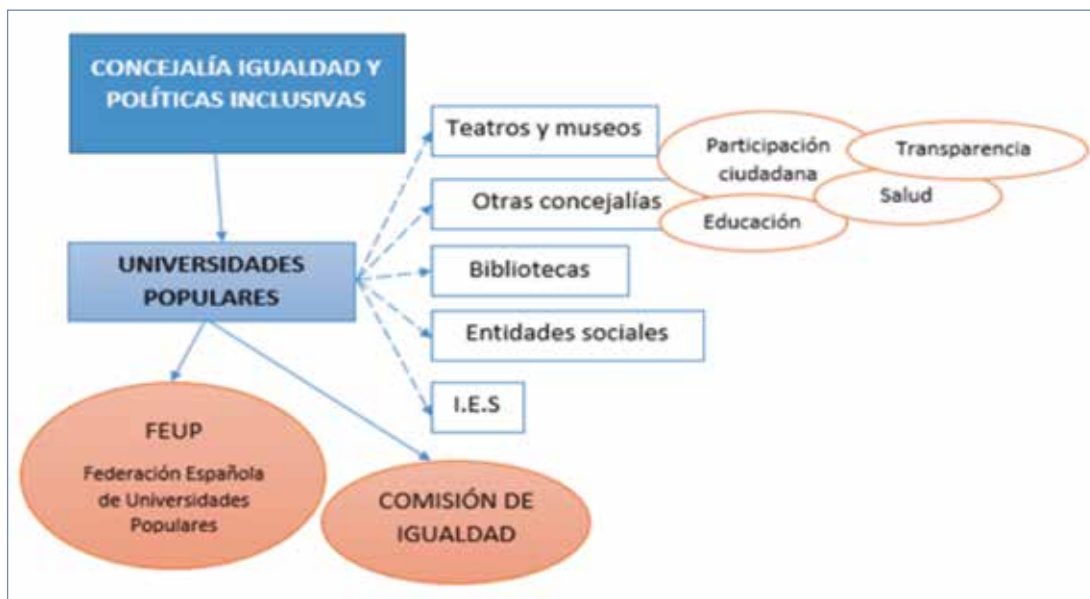 CONCEJALÍA IGUALDAD Y
POLÍTICAS INCLUSIVAS
Teatros y museos
Participación
ciudadana
Transparencia
Otras concejalías
Salud
Educación
UNIVERSIDADES
POPULARES
Bibliotecas
Entidades sociales
I.E.S
FEUP
Federación Española
de Universidades
Populares
COMISIÓN DE
IGUALDAD